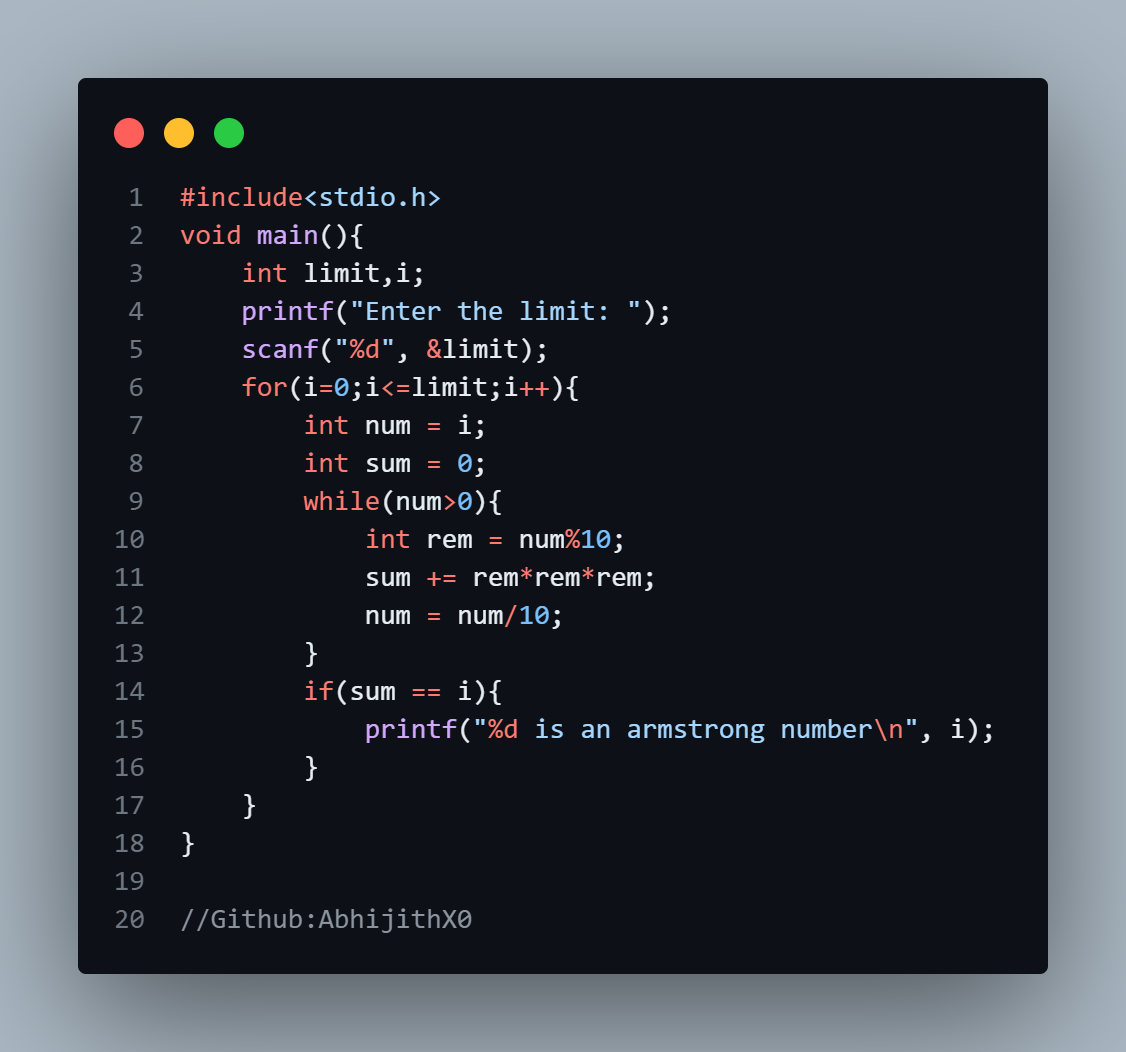 1 #include<stdio.h>
2 void main(){
3     int limit,i;
4     printf("Enter the limit: ");
5     scanf("%d", &limit);
6     for(i=0;i<=limit;i++){
7         int num = i;
8         int sum = 0;
9         while(num>0){
10             int rem = num%10;
11             sum += rem*rem*rem;
12             num = num/10;
13         }
14         if(sum == i){
15             printf("%d is an armstrong number\n", i);
16         }
17     }
18 }
19
20 //Github:AbhijithX0